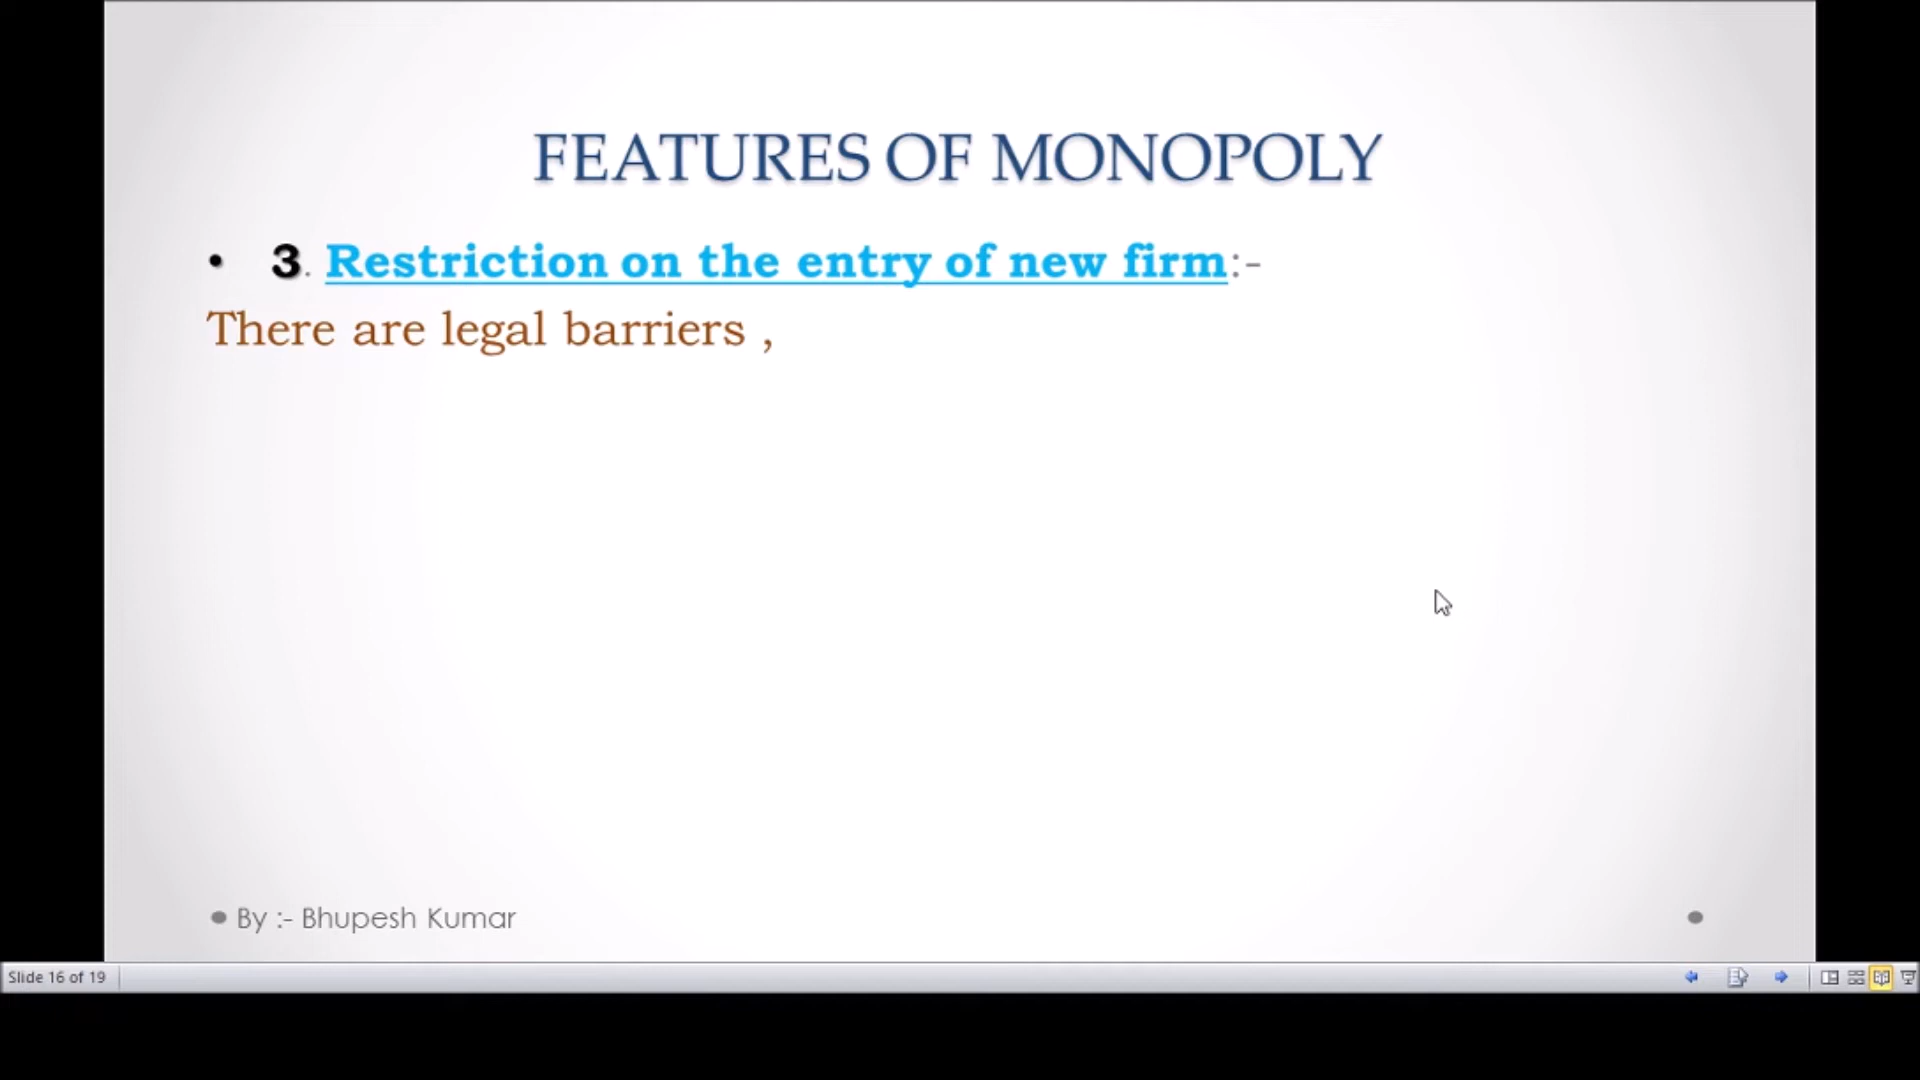 FEATURES OF MONOPOLY
• 3. Restriction on the entry of new firm:-
There are legal barriers ,
By :- Bhupesh Kumar
Slide 16 of 19